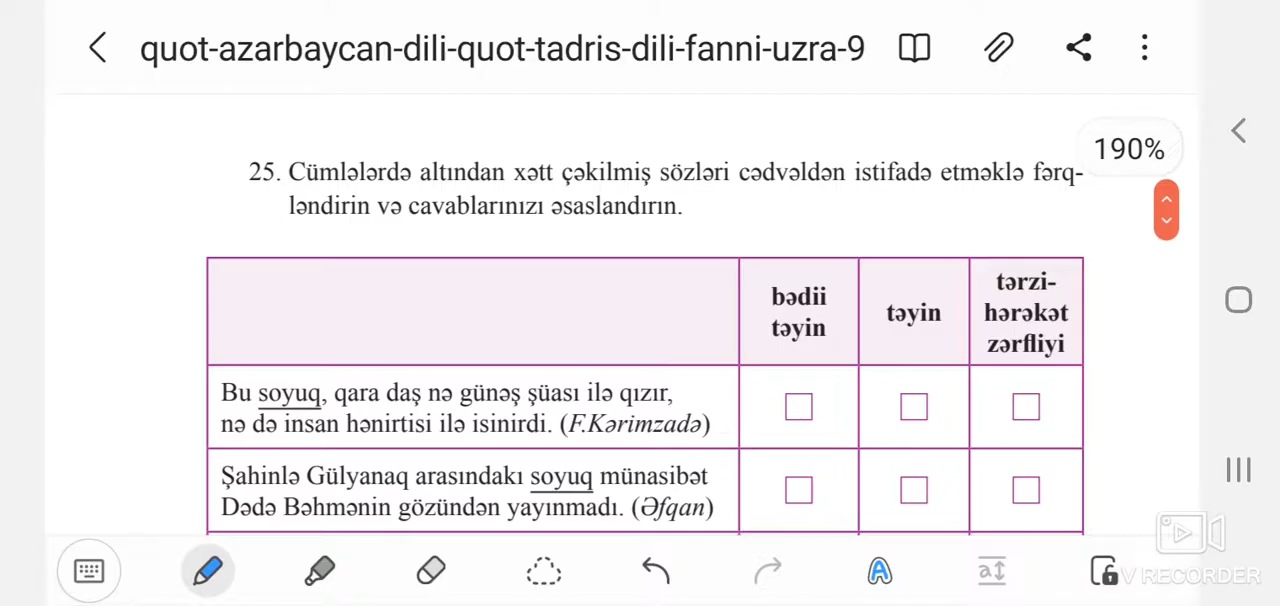 quot-azarbaycan-dili-quot-tadris-dili-fanni-uzra-9
190%
25. Cümlələrdə altından xətt çəkilmiş sözləri cədvəldən istifadə etməklə fərq-
ləndirin və cavablarınızı əsaslandırın.
bədii
təyin
təyin
tərzi-
hərəkət
zərfliyi
Bu soyuq, qara daş nə günəş şüası ilə qızır,
nə də insan hənirtisi ilə isinirdi. (F.Kərimzadə)
Şahinlə Gülyanaq arasındakı soyuq münasibət
Dədə Bəhmənin gözündən yayınmadı. (Əfqan)
A
a
V RECORDER